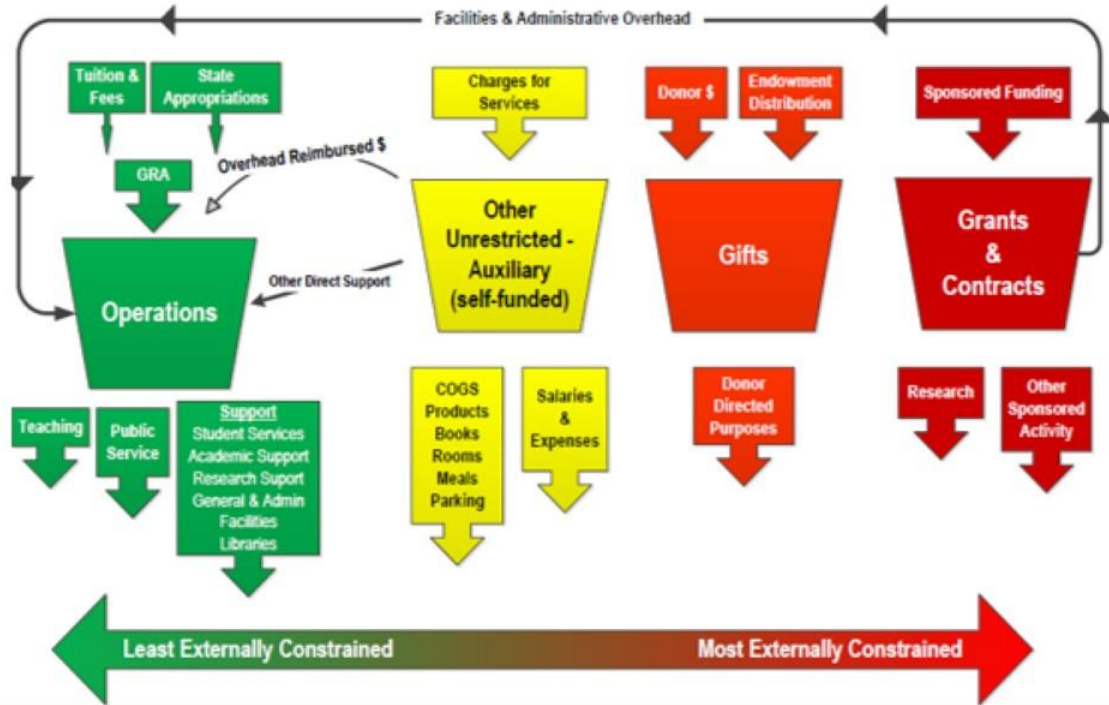 Facilities & Administrative Overhead
Tuition &
Fees
State
Appropriations
GRA
Overhead Reimbursed $
Other Direct Support
Operations
Teaching
Public
Service
Support
Student Services
Academic Support
Research Suport
General & Admin
Facilities
Libraries
Charges for
Services
Other
Unrestricted -
Auxiliary
(self-funded)
COGS
Products
Books
Rooms
Meals
Parking
Salaries
&
Expenses
Donor $
Endowment
Distribution
Gifts
Donor
Directed
Purposes
Sponsored Funding
Grants
&
Contracts
Research
Other
Sponsored
Activity
Least Externally Constrained
Most Externally Constrained